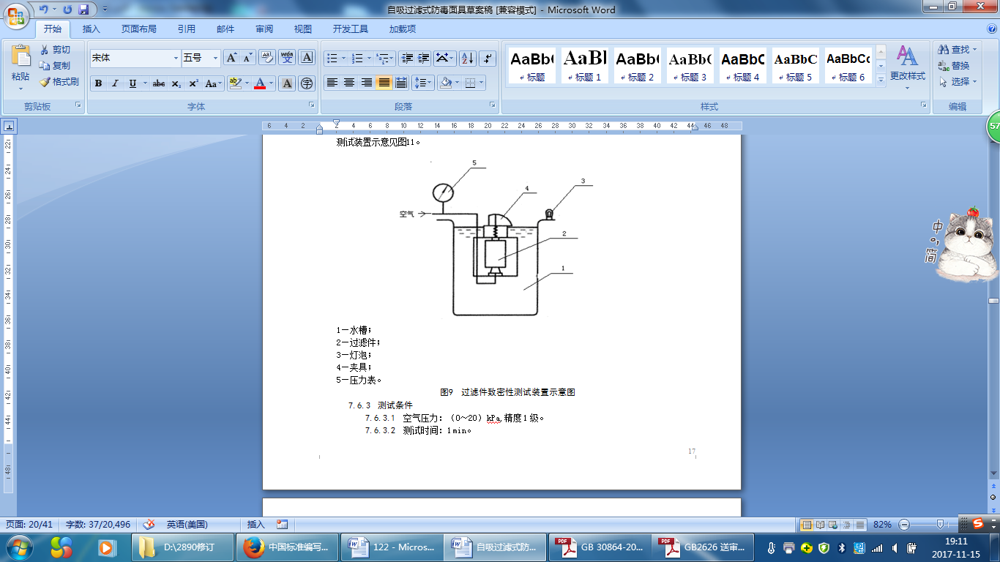 自吸过滤式防毒面具草案稿 [兼容模式] - Microsoft Word
开始 插入 页面布局 引用 邮件 审阅 视图 开发工具 加载项
粘贴 剪切 复制 格式刷
宋体 五号
AaBb AaBl AaBb AaBb( AaBb( AaBbC AaBbCc
标题 标题 1 标题 2 标题 3 标题 4 标题 5 标题 6
更改样式
查找 替换 选择
剪贴板 字体 段落 样式 编辑
6 4 2 2 4 6 8 10 12 14 16 18 20 22 24 26 28 30 32 34 36 38 40 42 44 46 48
22 24 26 28 30 32 34 36 38 40 42 44 46 48
57
测试装置示意见图11。
5
3
4
空气
2
1
中
简
1—水槽；
2—过滤件；
3—灯泡；
4—夹具；
5—压力表。
图9 过滤件致密性测试装置示意图
7.6.3 测试条件
7.6.3.1 空气压力：（0～20）kPa,精度1级。
7.6.3.2 测试时间：1min。
17
页面: 20/41 字数: 37/20,496 英语(美国) 插入 82%
D:\2890修订 中国标准编写... 122 - Micros... 自吸过滤式防... GB 30864-20... GB2626 送审...
19:11
2017-11-15